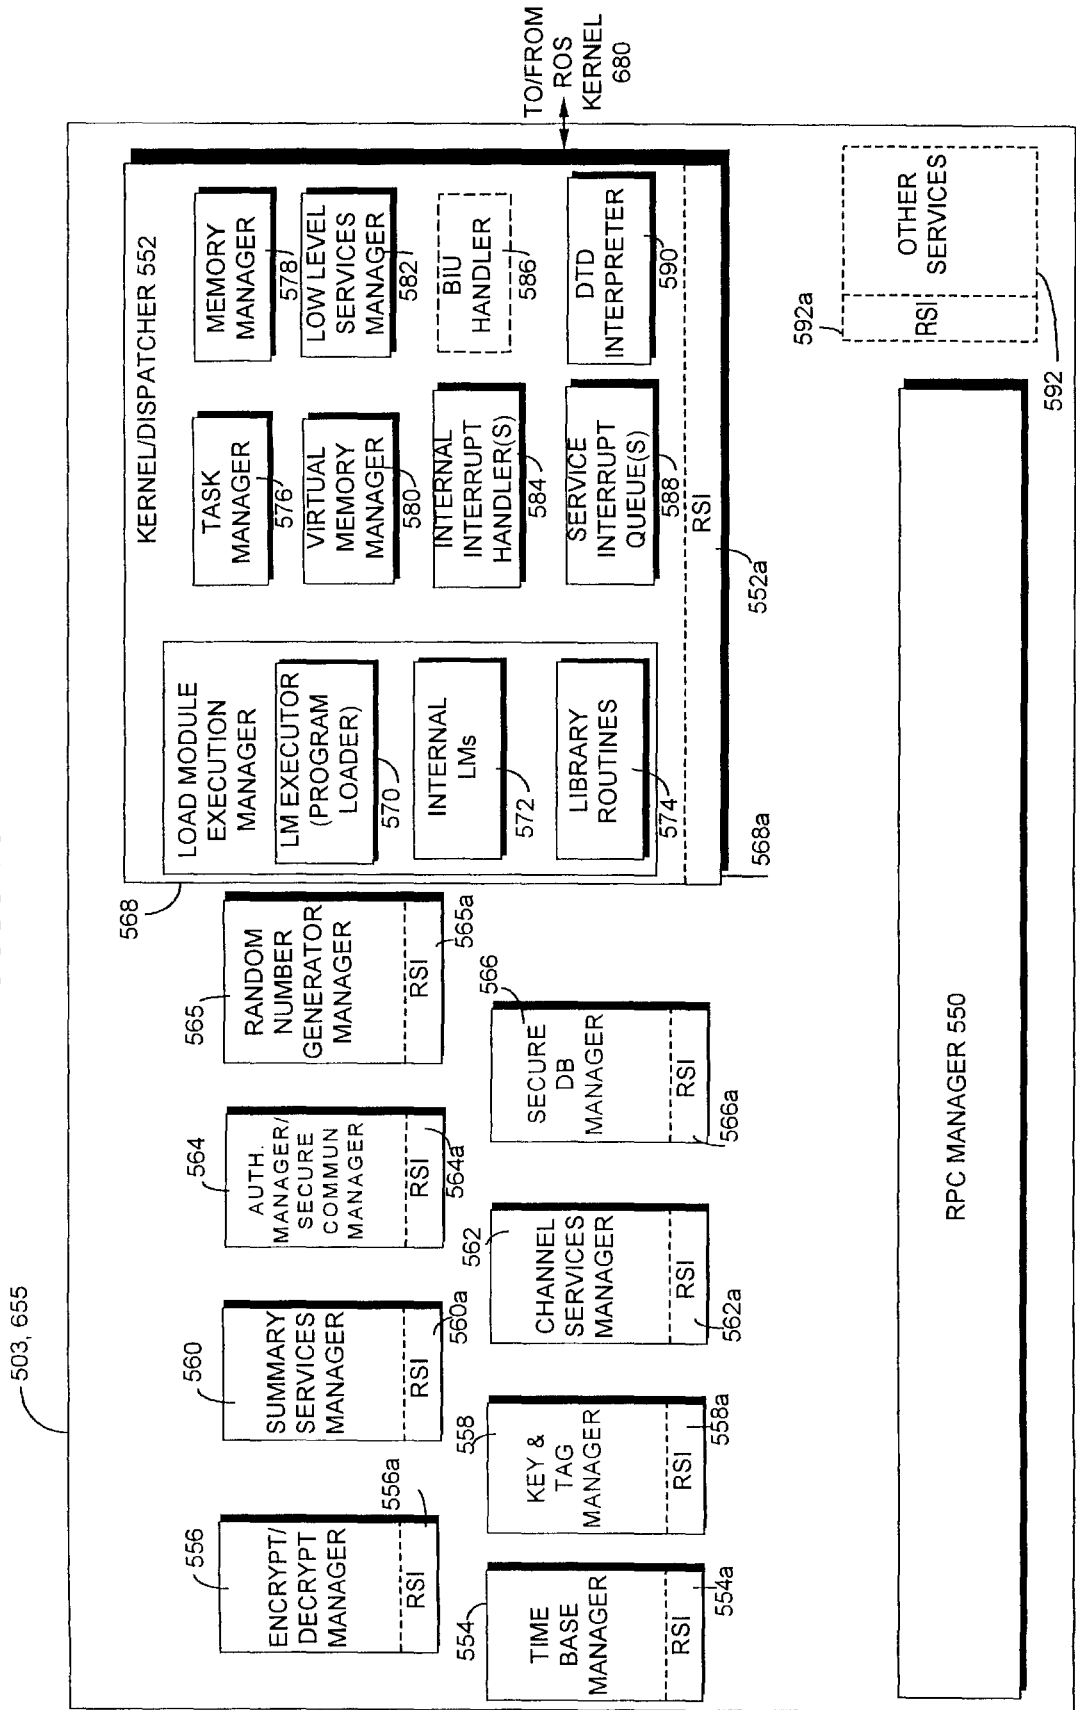 503, 655
KERNEL/DISPATCHER 552
TO/FROM
ROS
KERNEL
680
568
LOAD MODULE
EXECUTION
MANAGER
LM EXECUTOR
(PROGRAM
LOADER)
570
INTERNAL
LMs
572
LIBRARY
ROUTINES
574
568a
TASK
MANAGER
576
MEMORY
MANAGER
578
VIRTUAL
MEMORY
MANAGER
580
LOW LEVEL
SERVICES
MANAGER
582
INTERNAL
INTERRUPT
HANDLER(S)
584
BIU
HANDLER
586
SERVICE
INTERRUPT
QUEUE(S)
588
DTD
INTERPRETER
590
RSI
552a
556
ENCRYPT/
DECRYPT
MANAGER
RSI
556a
560
SUMMARY
SERVICES
MANAGER
RSI
560a
564
AUTH.
MANAGER/
SECURE
COMMUN
MANAGER
RSI
564a
565
RANDOM
NUMBER
GENERATOR
MANAGER
RSI
565a
554
TIME
BASE
MANAGER
RSI
554a
558
KEY &
TAG
MANAGER
RSI
558a
562
CHANNEL
SERVICES
MANAGER
RSI
562a
566
SECURE
DB
MANAGER
RSI
566a
592a
RSI
OTHER
SERVICES
592
RPC MANAGER 550